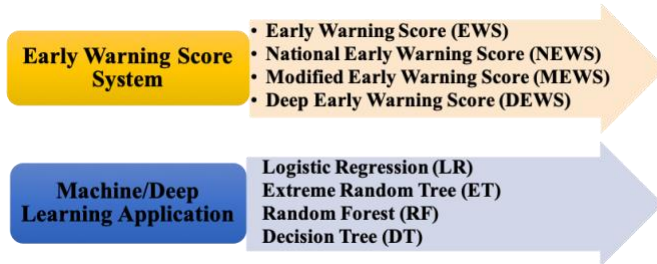 Early Warning Score
System
• Early Warning Score (EWS)
• National Early Warning Score (NEWS)
• Modified Early Warning Score (MEWS)
• Deep Early Warning Score (DEWS)
Machine/Deep
Learning Application
Logistic Regression (LR)
Extreme Random Tree (ET)
Random Forest (RF)
Decision Tree (DT)